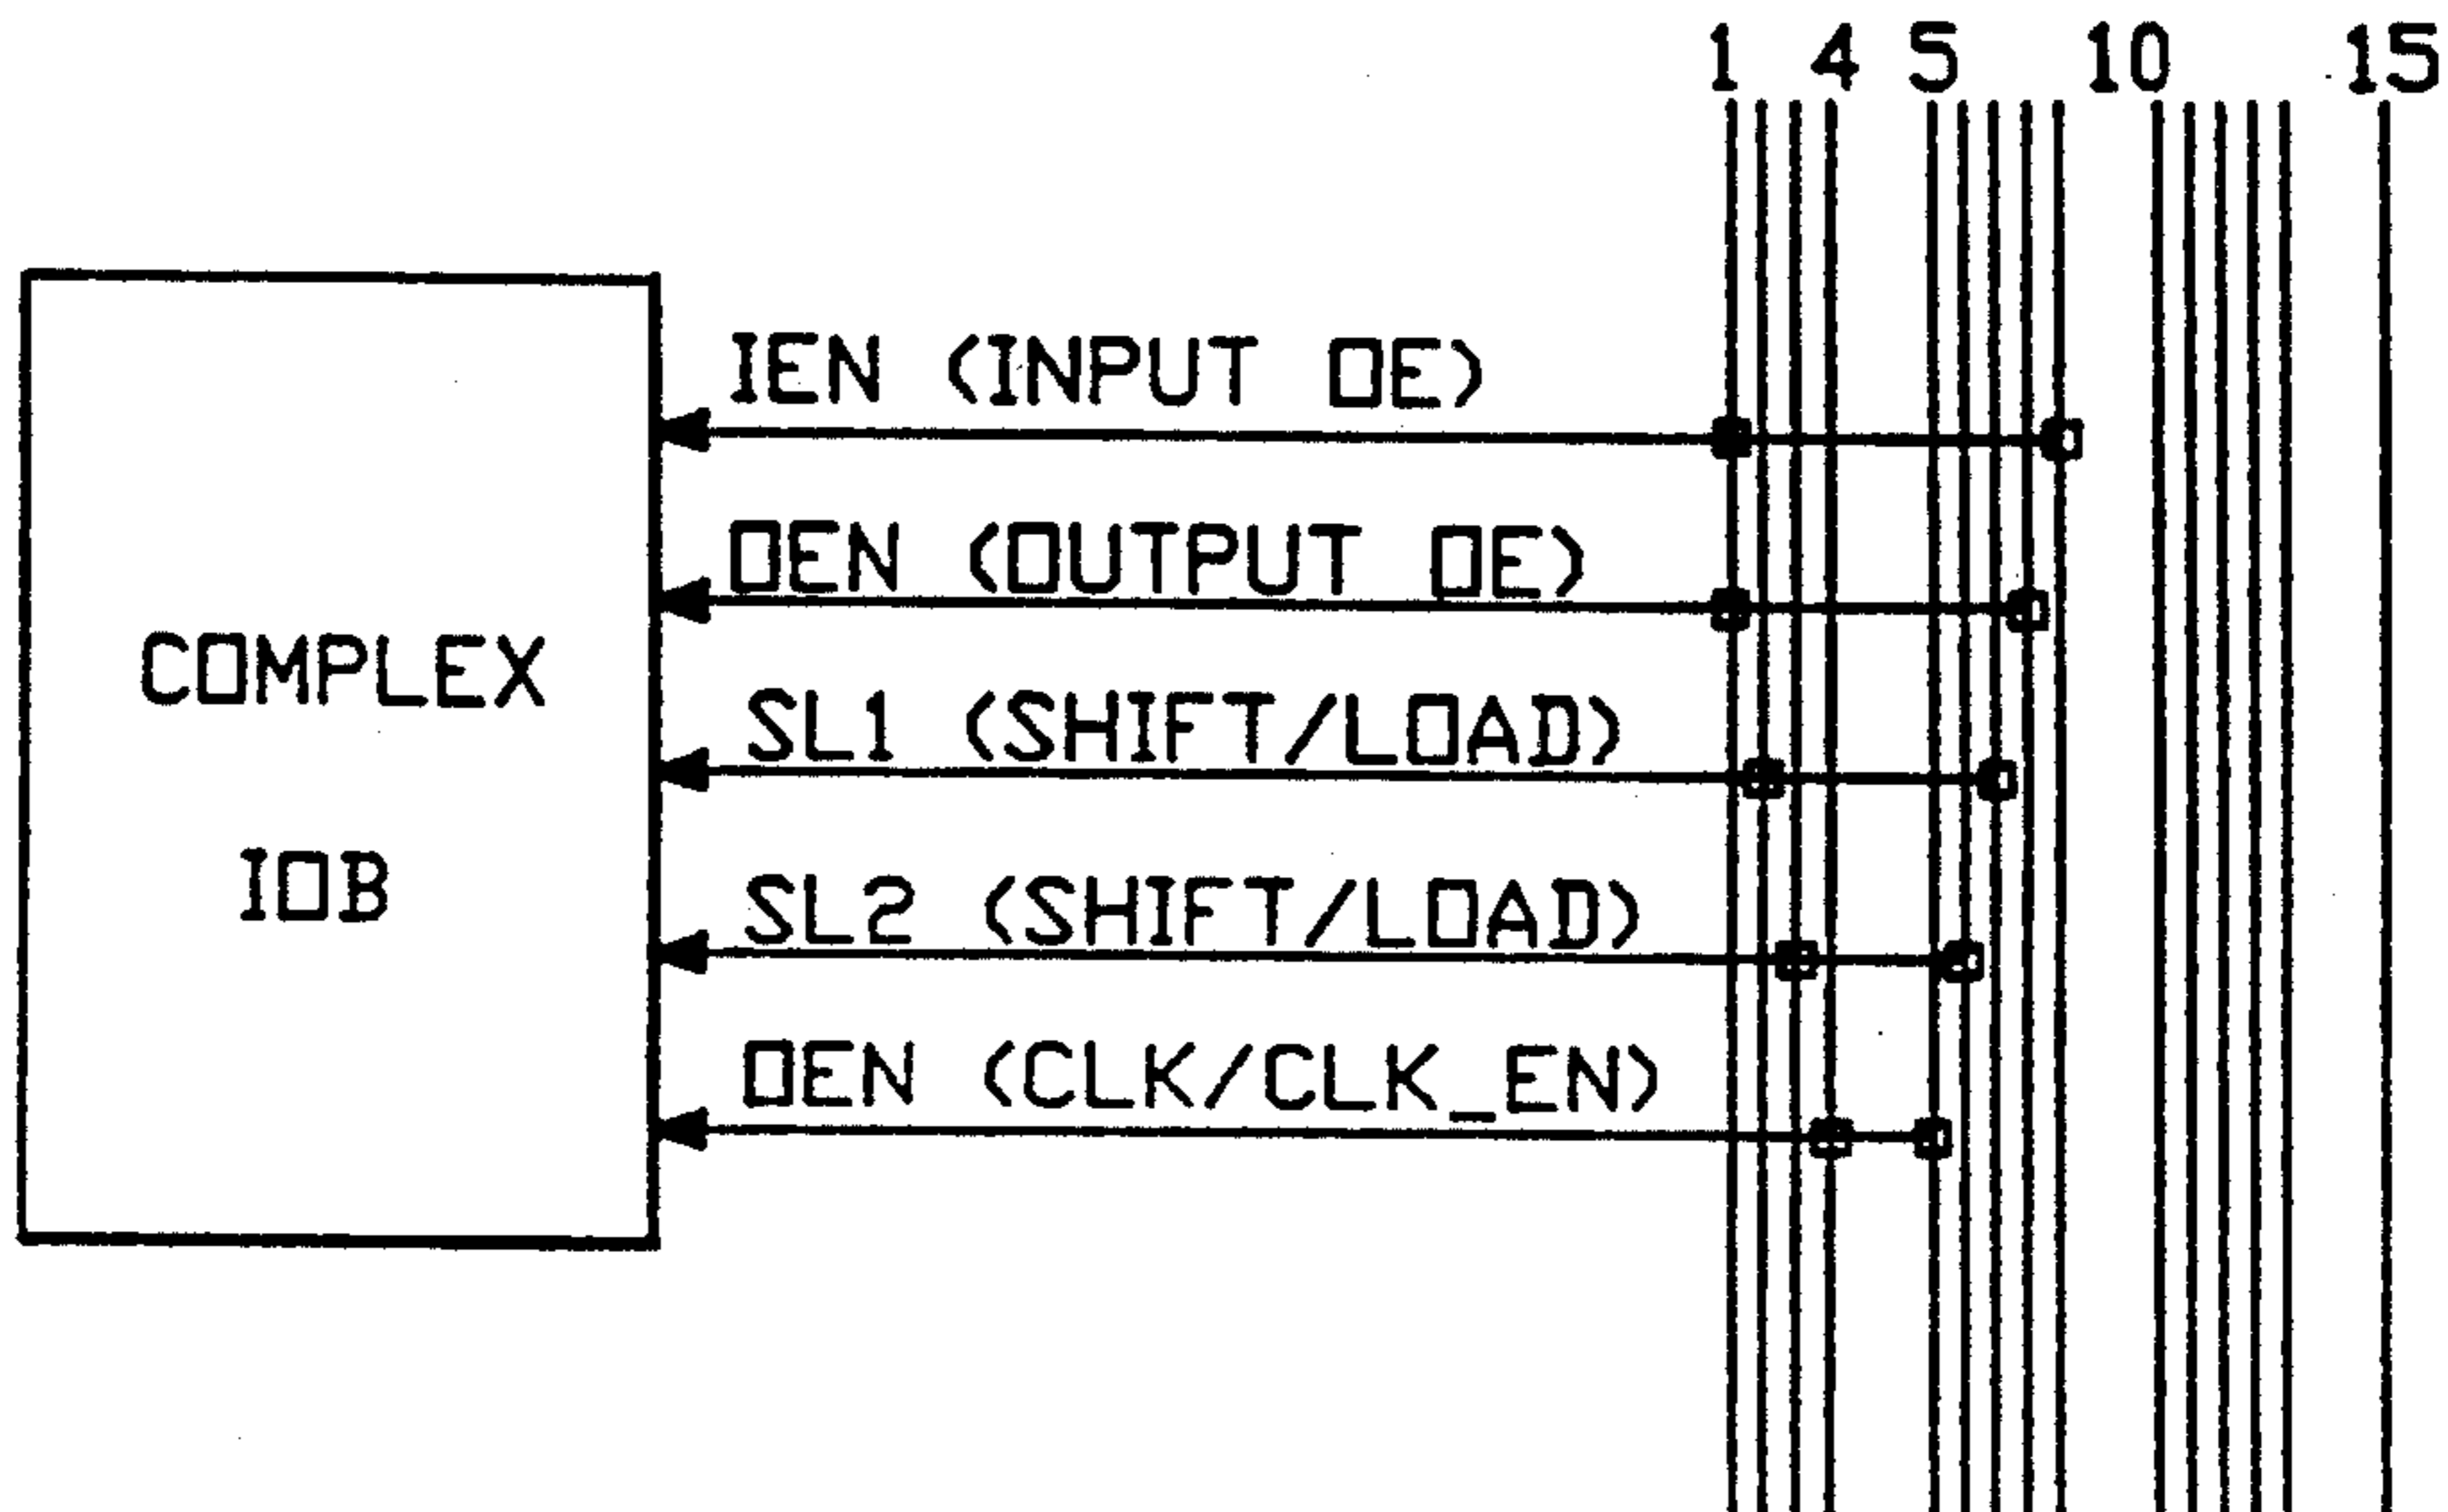 1 4 5 10 15
IEN (INPUT OE)
OEN (OUTPUT OE)
COMPLEX
SL1 (SHIFT/LOAD)
IOB
SL2 (SHIFT/LOAD)
OEN (CLK/CLK_EN)